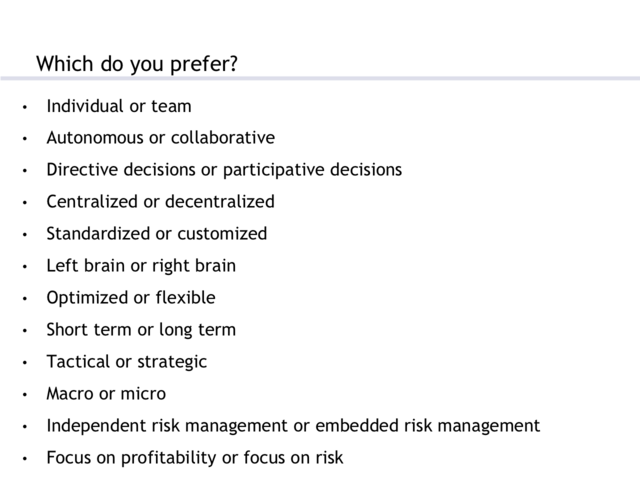 Which do you prefer?
• Individual or team
• Autonomous or collaborative
• Directive decisions or participative decisions
• Centralized or decentralized
• Standardized or customized
• Left brain or right brain
• Optimized or flexible
• Short term or long term
• Tactical or strategic
• Macro or micro
• Independent risk management or embedded risk management
• Focus on profitability or focus on risk